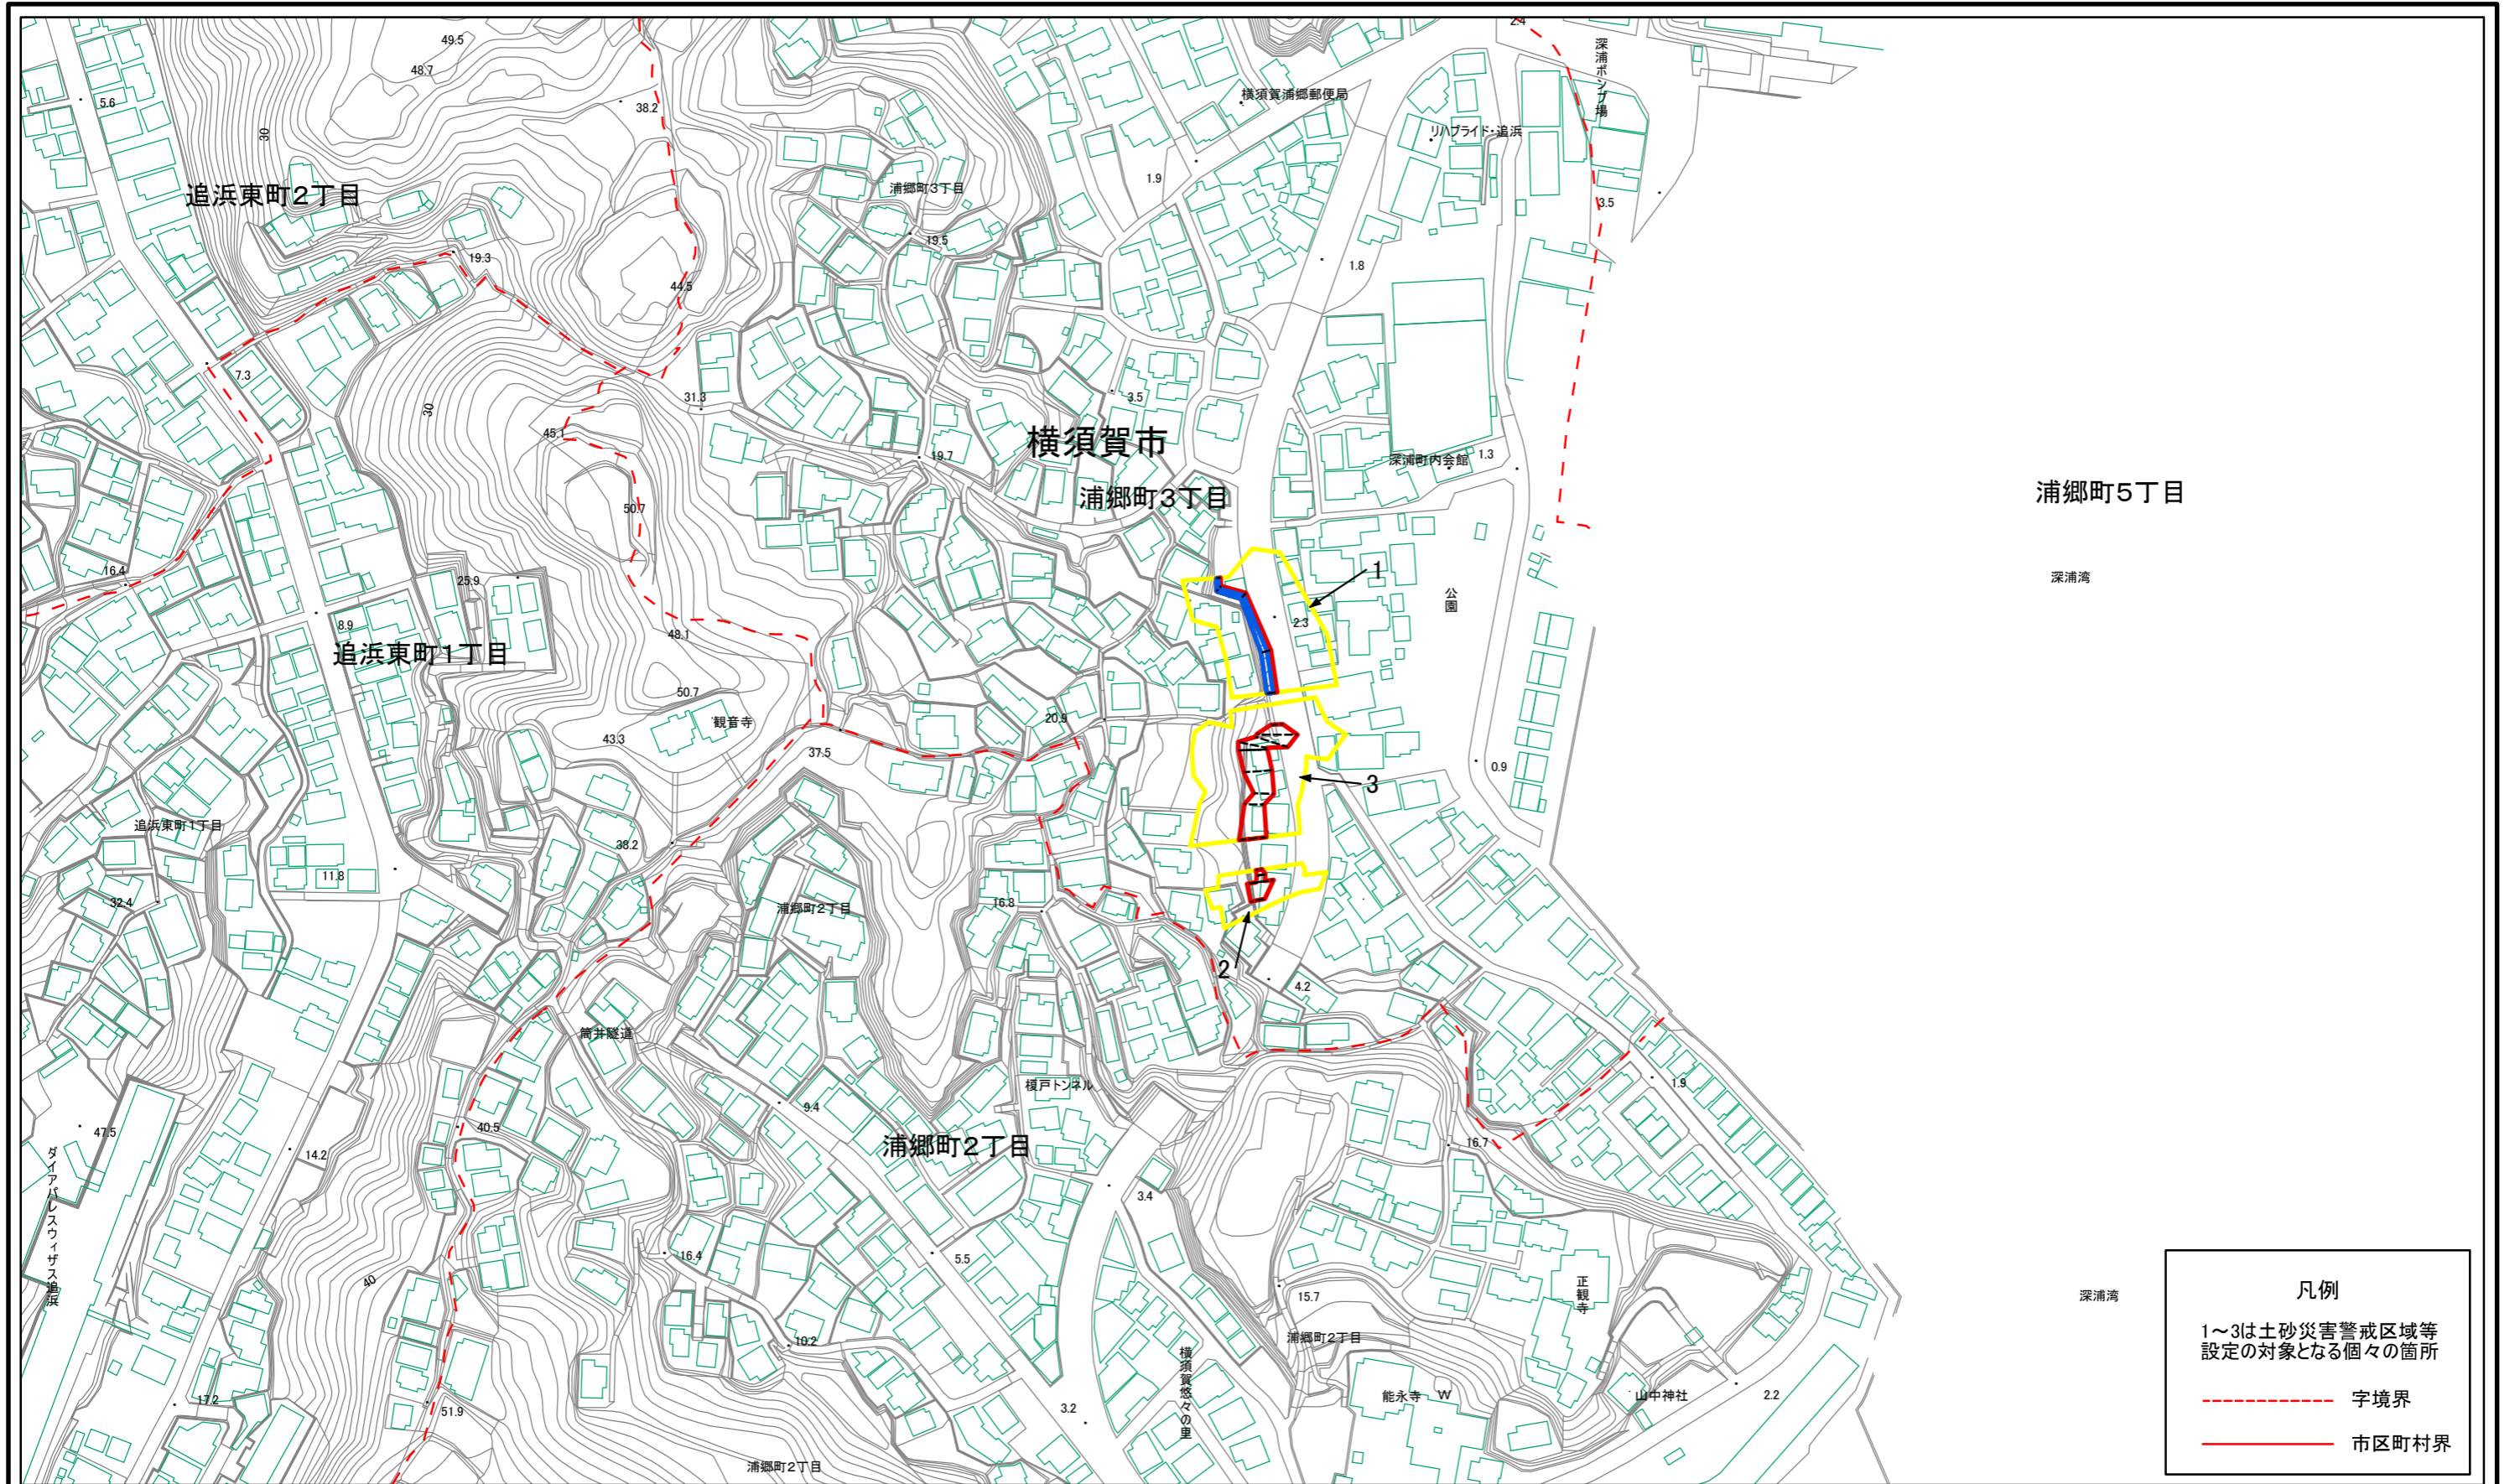 2.4
49.5
深浦ポンプ場
48.7
横須賀浦郷郵便局
5.6
38.2
30
リハブライド・追浜
1.9
追浜東町2丁目
浦郷町3丁目
3.5
19.5
19.3
1.8
44.5
7.3
31.3
3.5
30
45.1
横須賀市
19.7
深浦町内会館
1.3
浦郷町3丁目
浦郷町5丁目
50.7
16.4
25.9
1
深浦湾
公園
8.9
2.3
48.1
追浜東町1丁目
50.7
観音寺
20.9
43.3
37.5
0.9
3
追浜東町1丁目
38.2
11.8
32.4
浦郷町2丁目
16.8
2
4.2
筒井隧道
榎戸トンネル
1.9
9.4
47.5
40.5
浦郷町2丁目
16.7
14.2
ダイアパレスウィザス追浜
3.4
16.4
5.5
40
正観寺
15.7
深浦湾
浦郷町2丁目
10.2
横須賀悠々の里
能永寺
W
山中神社
2.2
17.2
51.9
3.2
浦郷町2丁目
凡例
1～3は土砂災害警戒区域等
設定の対象となる個々の箇所
字境界
市区町村界